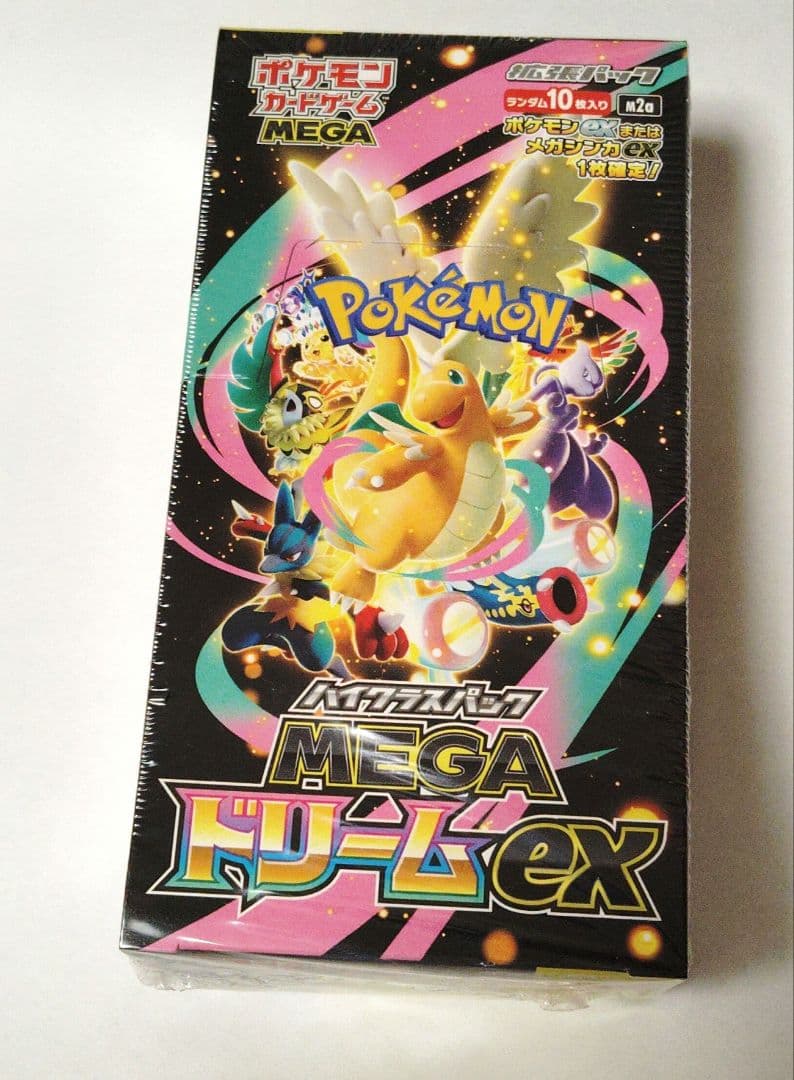 ポケモン
カードゲーム
MEGA
拡張パック
ランダム10枚入り M2a
ポケモンexまたは
メガシンカex
1枚確定!
POKéMON
TM
ハイクラスパック
MEGA
ドリームex